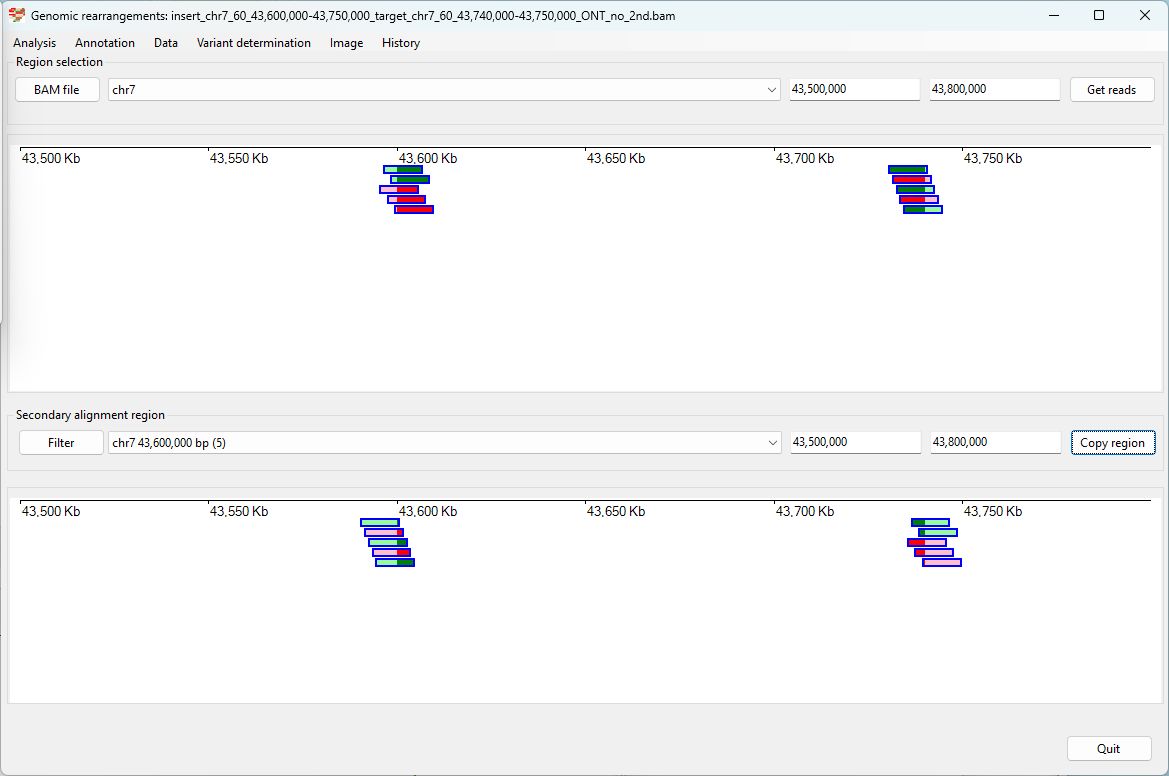 Genomic rearrangements: insert_chr7_60_43,600,000-43,750,000_target_chr7_60_43,740,000-43,750,000_ONT_no_2nd.bam
Analysis Annotation Data Variant determination Image History
Region selection
BAM file chr7 43,500,000 43,800,000 Get reads
43,500 Kb 43,550 Kb 43,600 Kb 43,650 Kb 43,700 Kb 43,750 Kb
Secondary alignment region
Filter chr7 43,600,000 bp (5) 43,500,000 43,800,000 Copy region
43,500 Kb 43,550 Kb 43,600 Kb 43,650 Kb 43,700 Kb 43,750 Kb
Quit